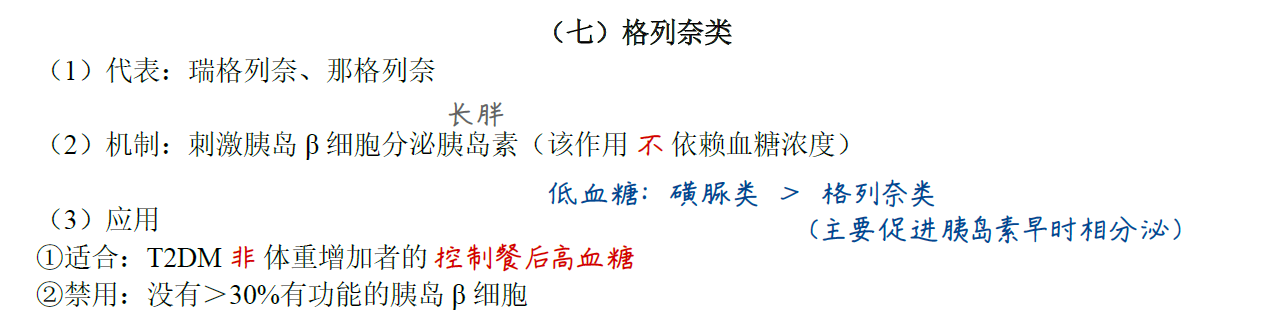 （七）格列奈类
（1）代表：瑞格列奈、那格列奈
长胖
（2）机制：刺激胰岛 β 细胞分泌胰岛素（该作用 不 依赖血糖浓度）
低血糖：磺脲类 > 格列奈类
（主要促进胰岛素早时相分泌）
（3）应用
①适合：T2DM 非 体重增加者的 控制餐后高血糖
②禁用：没有＞30%有功能的胰岛 β 细胞